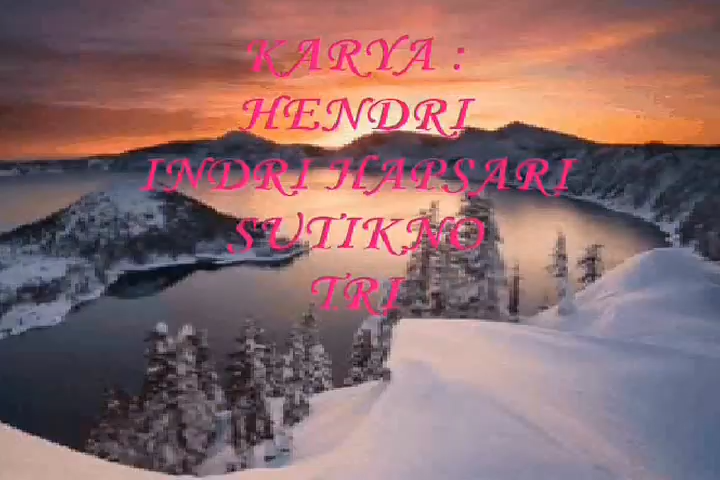 KARYA :
HENDRI
INDRI HAPSARI
SUTIKNO
TRI